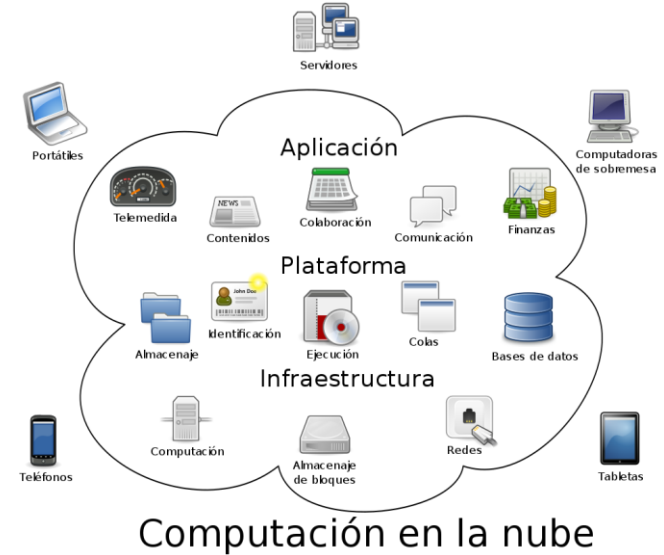 Servidores
Portátiles
Computadoras
de sobremesa
Aplicación
Telemedida
NEWS
Contenidos
Colaboración
Comunicación
Finanzas
Plataforma
Almacenaje
John Doe
Identificación
Ejecución
Colas
Bases de datos
Infraestructura
Computación
Almacenaje
de bloques
Redes
Teléfonos
Tabletas
Computación en la nube